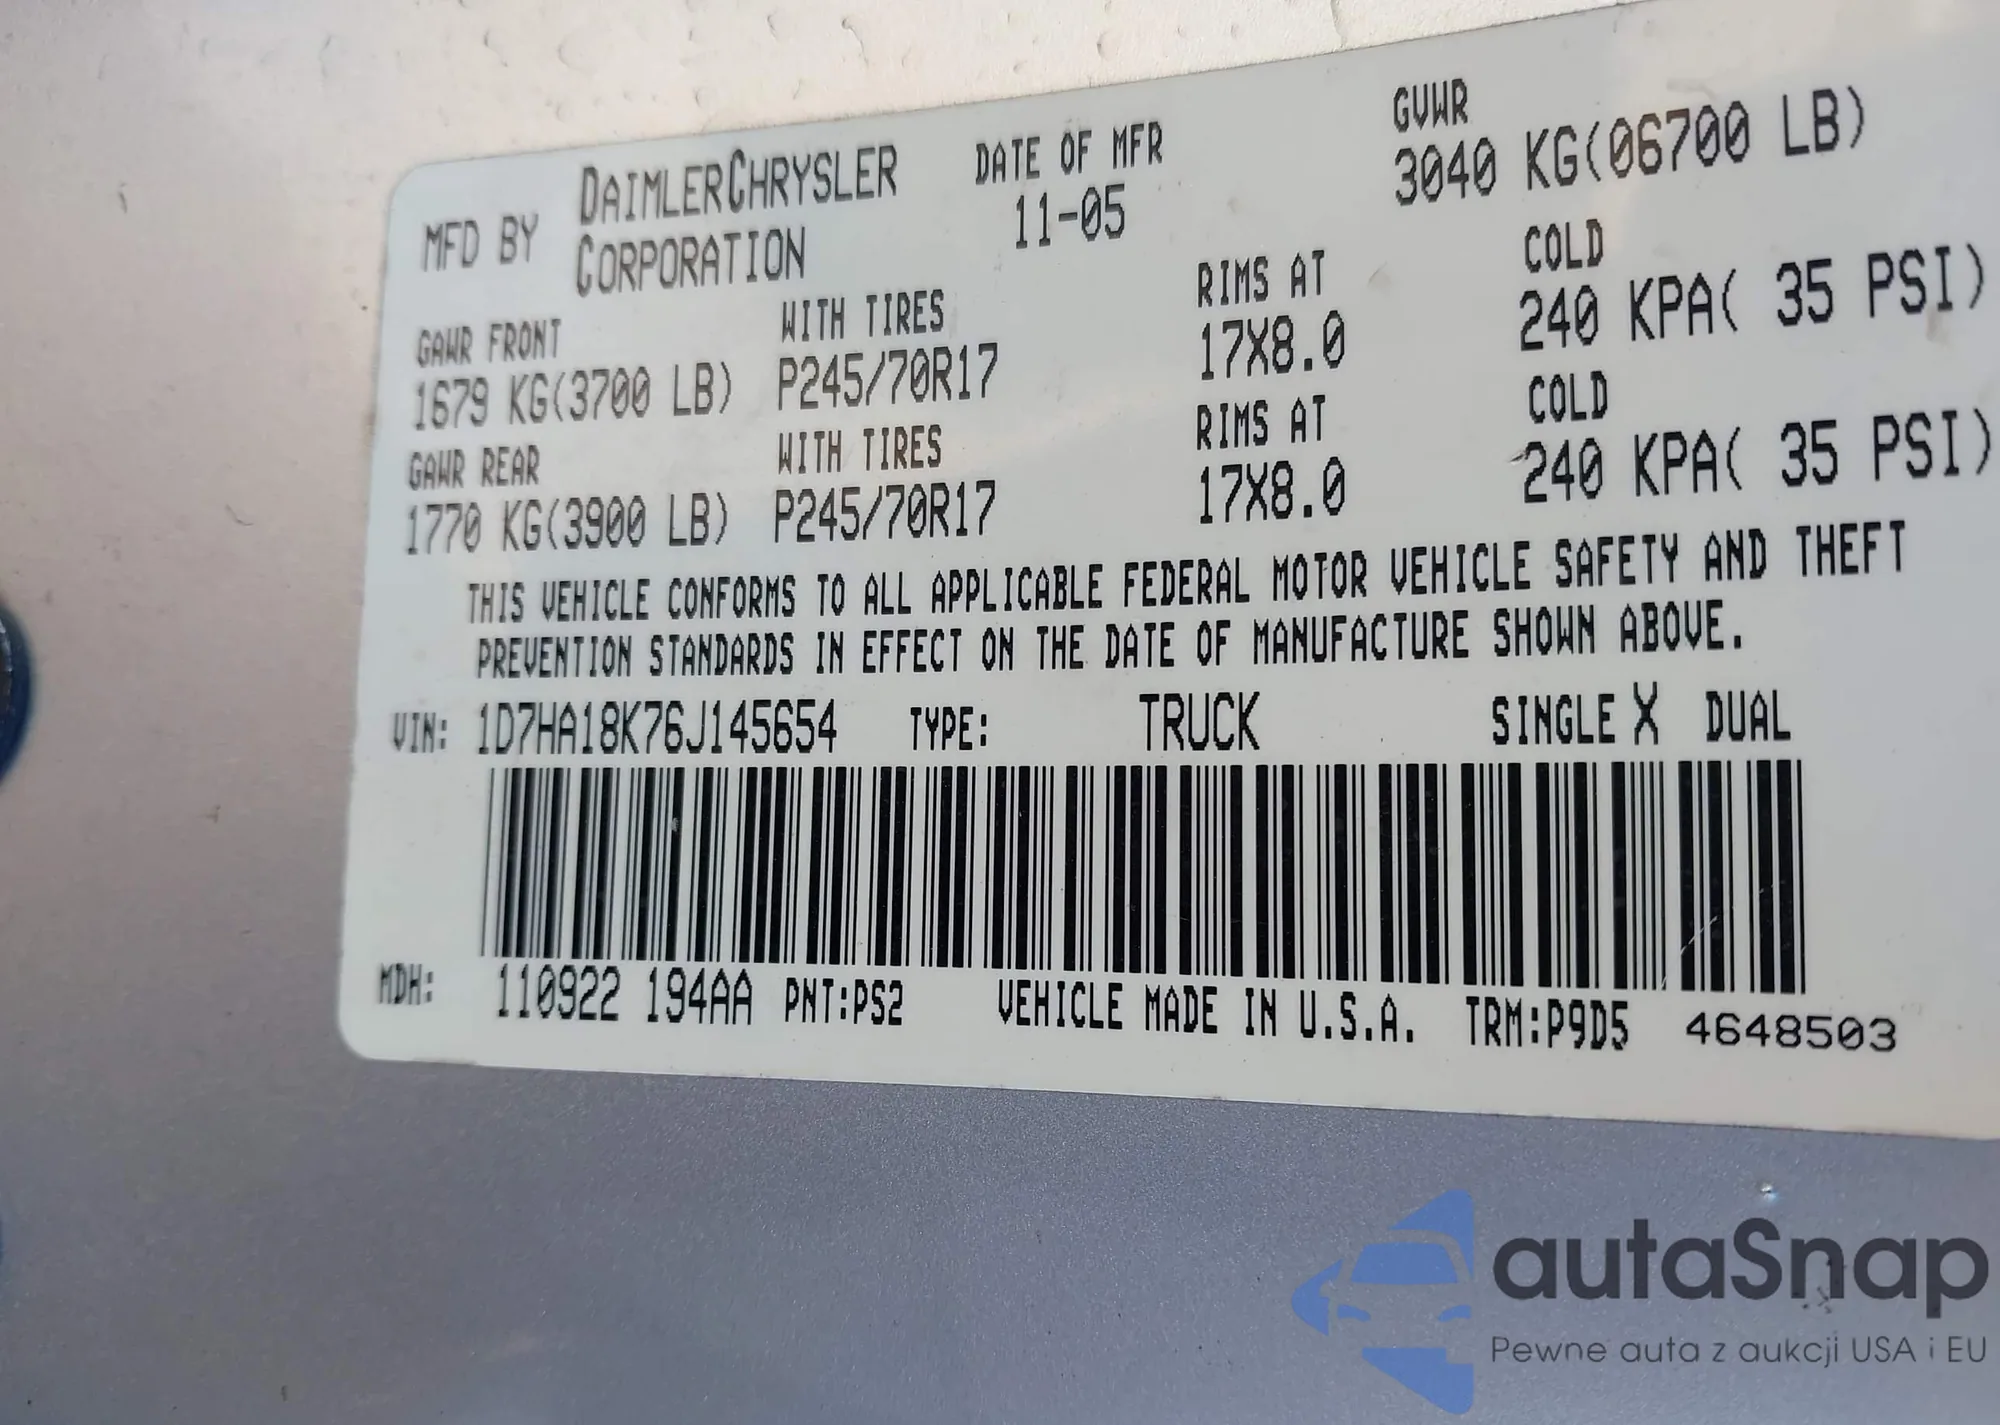 MFD BY DAIMLERCHRYSLER CORPORATION
DATE OF MFR
11-05
GVWR
3040 KG(06700 LB)
GAWR FRONT WITH TIRES RIMS AT COLD
1679 KG(3700 LB) P245/70R17 17X8.0 240 KPA( 35 PSI)
GAWR REAR WITH TIRES RIMS AT COLD
1770 KG(3900 LB) P245/70R17 17X8.0 240 KPA( 35 PSI)
THIS VEHICLE CONFORMS TO ALL APPLICABLE FEDERAL MOTOR VEHICLE SAFETY AND THEFT
PREVENTION STANDARDS IN EFFECT ON THE DATE OF MANUFACTURE SHOWN ABOVE.
VIN: 1D7HA18K76J145654 TYPE: TRUCK SINGLE X DUAL
MDH: 110922 194AA PNT:PS2 VEHICLE MADE IN U.S.A. TRM:P9D5 4648503
autaSnap
Pewne auta z aukcji USA i EU